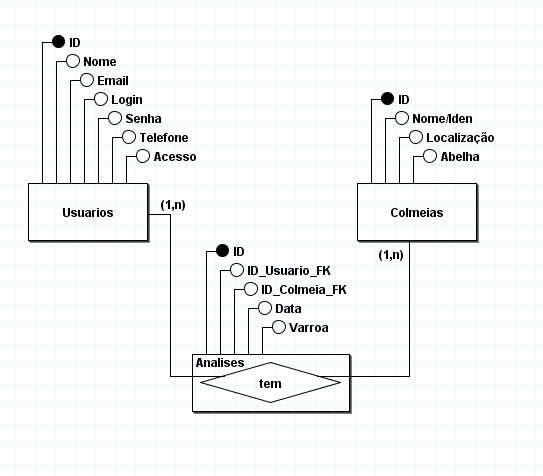 ID
Nome
Email
Login
Senha
Telefone
Acesso
Usuarios
(1,n)
ID
Nome/Iden
Localização
Abelha
Colmeias
(1,n)
ID
ID_Usuario_FK
ID_Colmeia_FK
Data
Varroa
Analises
tem